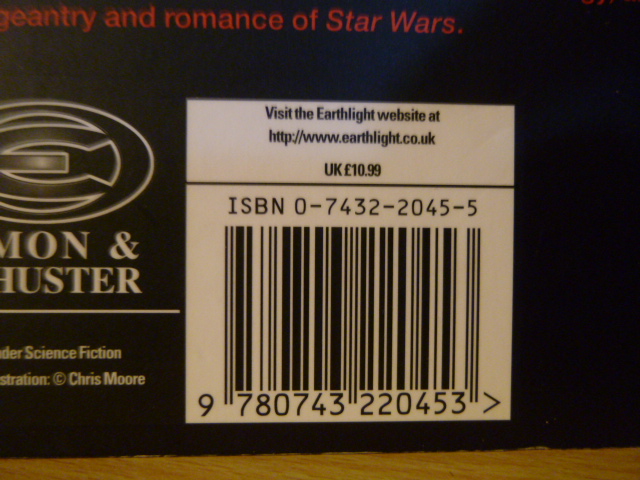 geantry and romance of Star Wars.
Visit the Earthlight website at
http://www.earthlight.co.uk
UK £10.99
ISBN 0-7432-2045-5
MON &
HUSTER
der Science Fiction
stration: © Chris Moore
9 780743 220453 >